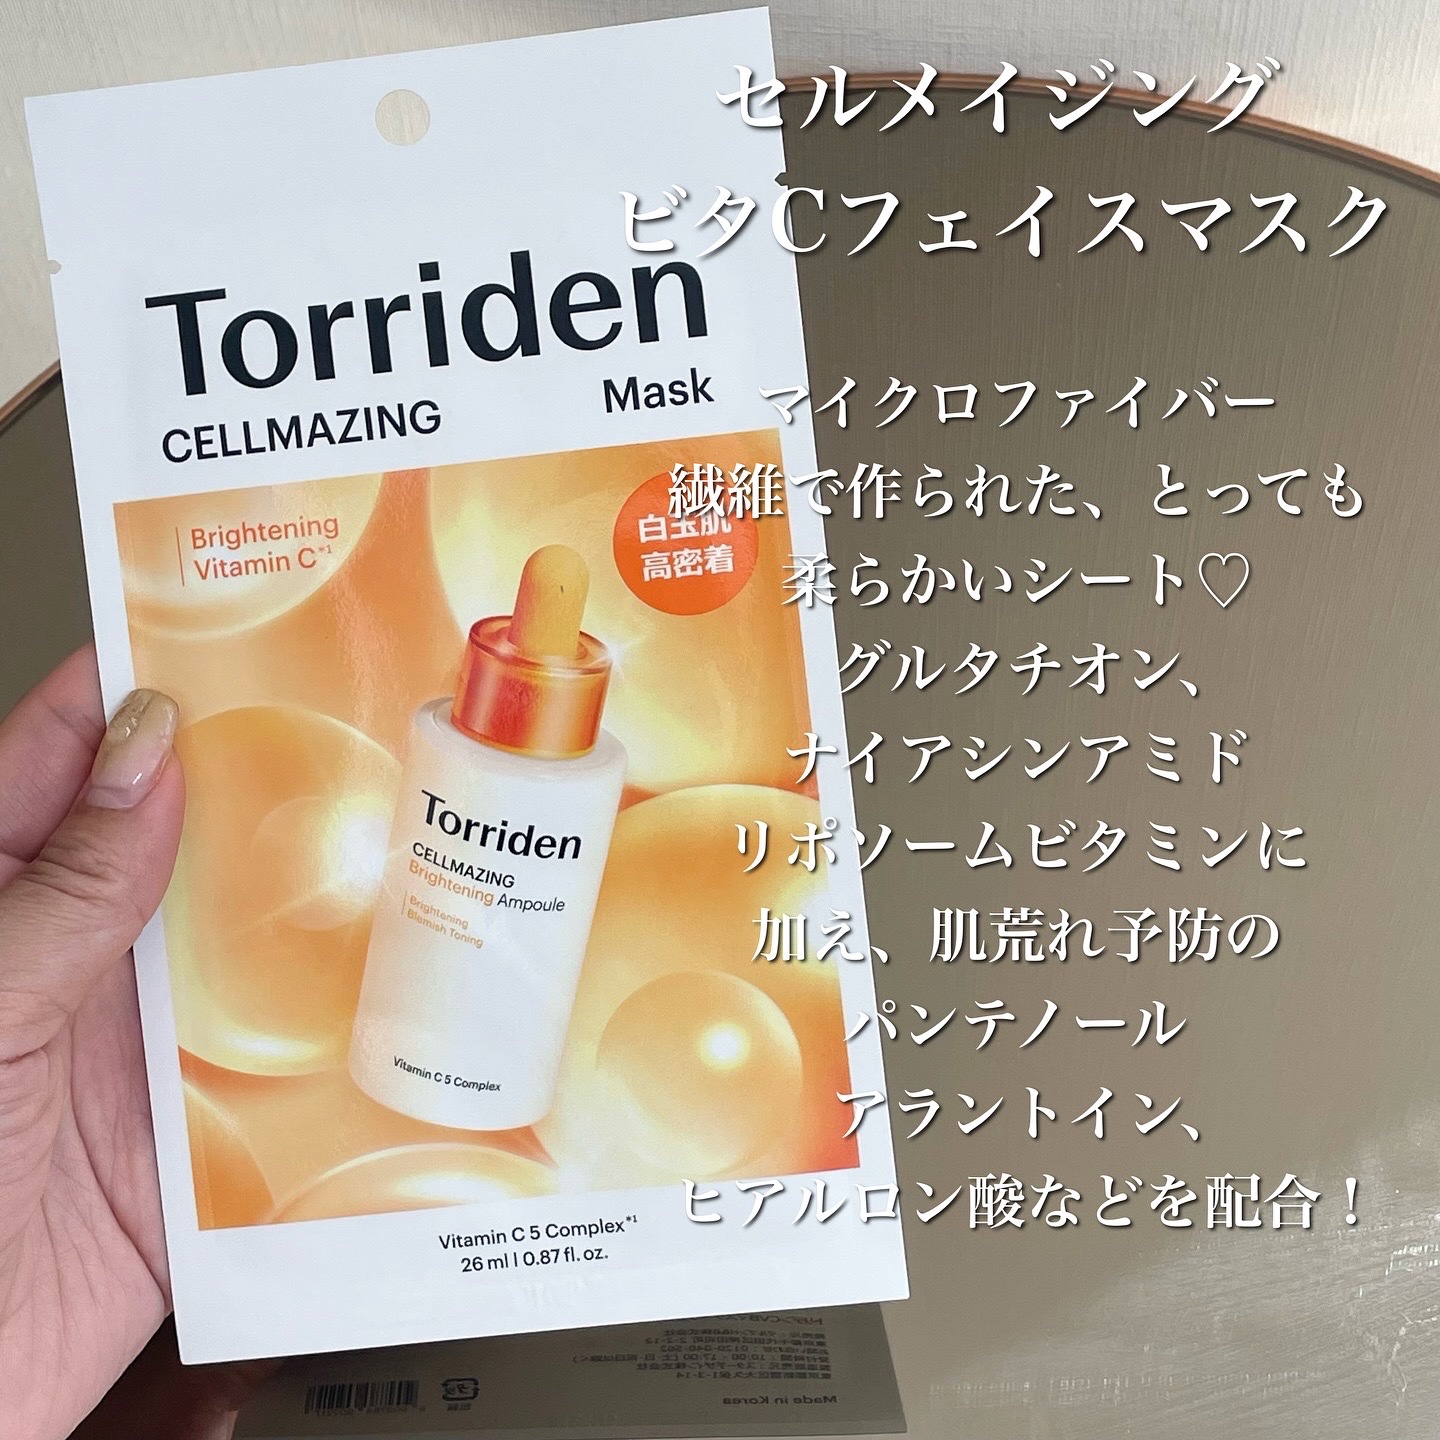 セルメイジング
ビタCフェイスマスク
Torriden
CELLMAZING
Mask
Brightening
Vitamin C*1
白玉肌
高密着
マイクロファイバー
繊維で作られた、とっても
柔らかいシート♡
グルタチオン、
ナイアシンアミド
リポソームビタミンに
加え、肌荒れ予防の
パンテノール
アラントイン、
ヒアルロン酸などを配合！
Torriden
CELLMAZING
Brightening Ampoule
Brightening
Blemish Toning
Vitamin C 5 Complex
Vitamin C 5 Complex*1
26 ml | 0.87 fl. oz.
Made in Korea